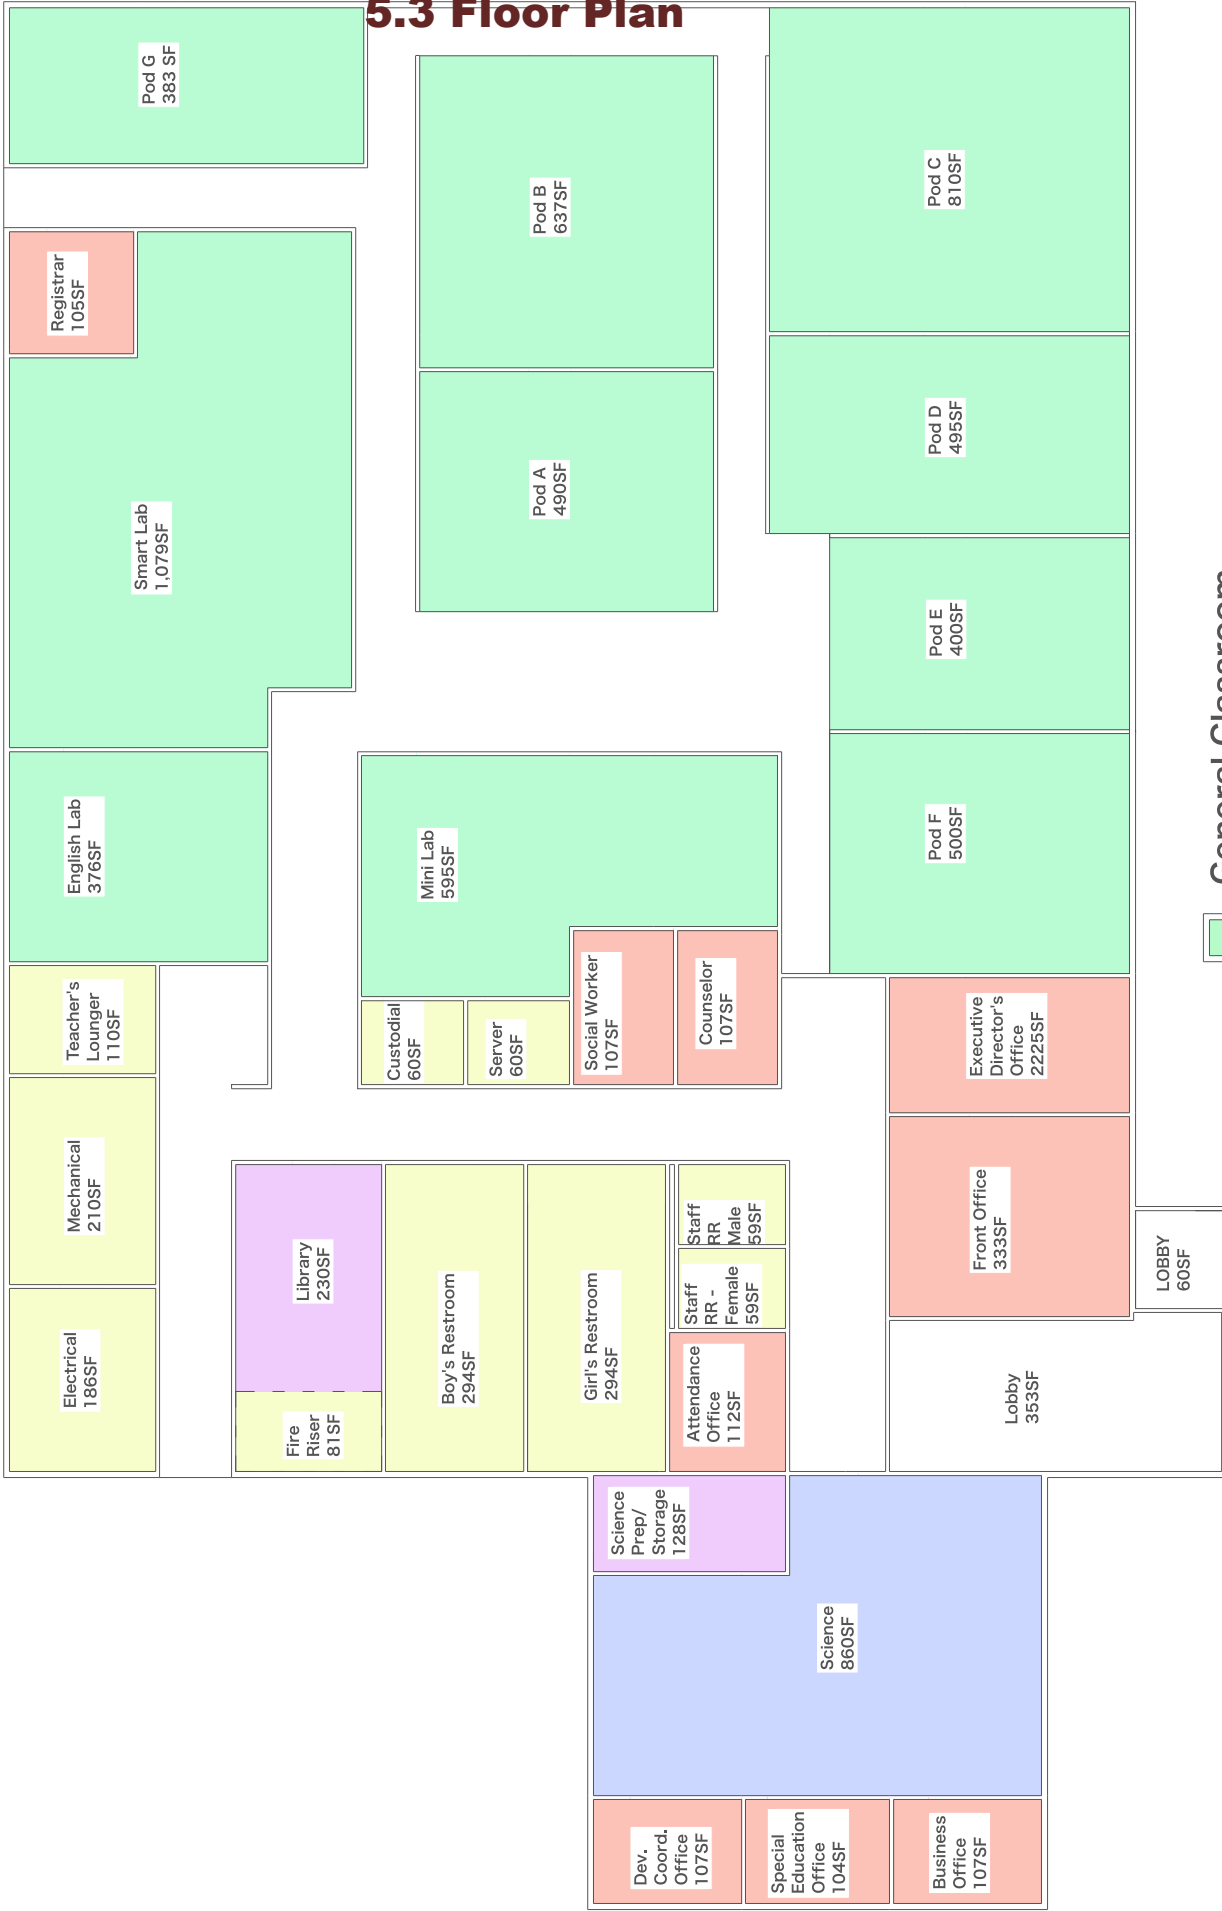 5.3 Floor Plan
Pod G
383 SF
Pod B
637SF
Pod C
810SF
Registrar
105SF
Smart Lab
1,079SF
Pod A
490SF
Pod D
495SF
Pod E
400SF
English Lab
376SF
Mini Lab
595SF
Pod F
500SF
Teacher's
Lounger
110SF
Custodial
60SF
Server
60SF
Social Worker
107SF
Counselor
107SF
Executive
Director's
Office
2225SF
Mechanical
210SF
Library
230SF
Boy's Restroom
294SF
Girl's Restroom
294SF
Staff
RR
Male
59SF
Staff
RR -
Female
59SF
Front Office
333SF
LOBBY
60SF
Electrical
186SF
Fire
Riser
81SF
Attendance
Office
112SF
Lobby
353SF
Science
Prep/
Storage
128SF
Science
860SF
Dev.
Coord.
Office
107SF
Special
Education
Office
104SF
Business
Office
107SF